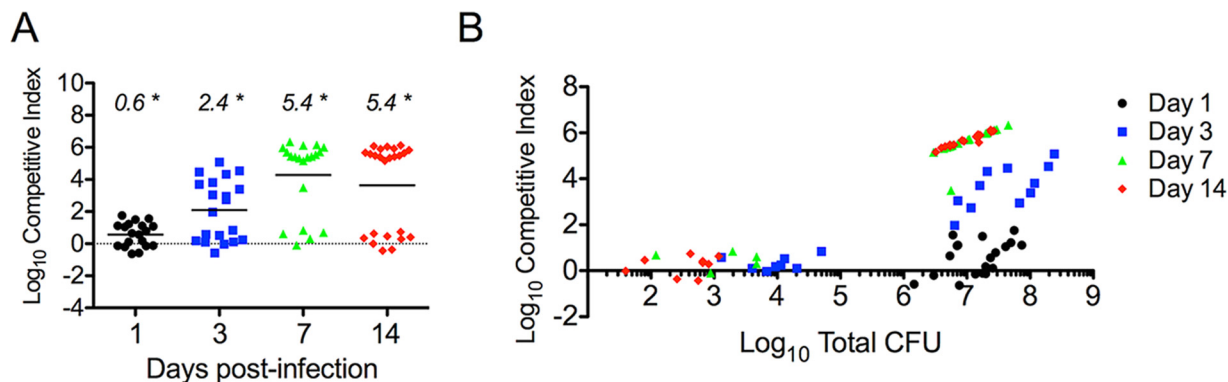 A
Log10 Competitive Index
10
8
6
4
2
0
-2
-4
0.6 * 2.4 * 5.4 * 5.4 *
1 3 7 14
Days post-infection
B
Log10 Competitive Index
8
6
4
2
0
-2
2 3 4 5 6 7 8 9
Log10 Total CFU
Day 1
Day 3
Day 7
Day 14